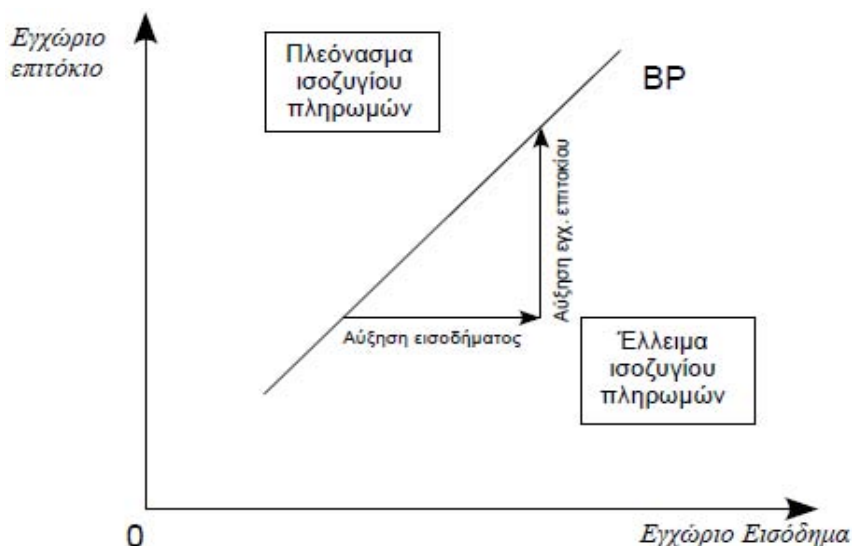 Εγχώριο
επιτόκιο
Πλεόνασμα
ισοζυγίου
πληρωμών
BP
Αύξηση εγχ. επιτοκίου
Αύξηση εισοδήματος
Έλλειμα
ισοζυγίου
πληρωμών
0
Εγχώριο Εισόδημα